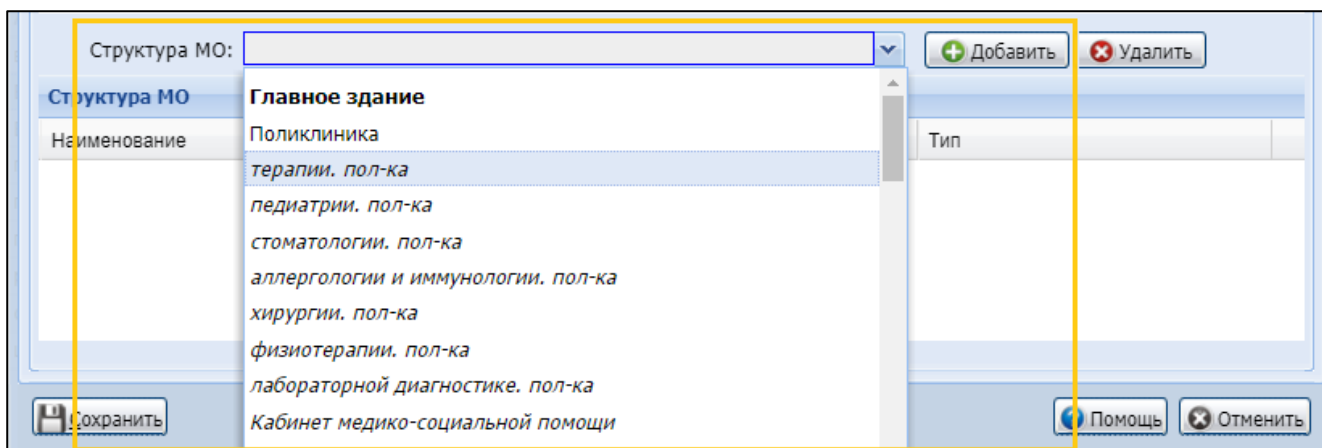 Структура МО: Добавить Удалить
Структура МО
Наименование Тип
Главное здание
Поликлиника
терапии. пол-ка
педиатрии. пол-ка
стоматологии. пол-ка
аллергологии и иммунологии. пол-ка
хирургии. пол-ка
физиотерапии. пол-ка
лабораторной диагностике. пол-ка
Кабинет медико-социальной помощи
Сохранить Помощь Отменить